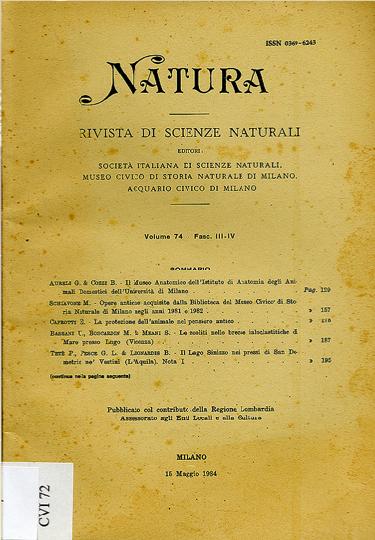 ISSN 0369-6243
NATURA
RIVISTA DI SCIENZE NATURALI
EDITORI:
SOCIETÀ ITALIANA DI SCIENZE NATURALI,
MUSEO CIVICO DI STORIA NATURALE DI MILANO,
ACQUARIO CIVICO DI MILANO
Volume 74 Fasc. III-IV
SOMMARIO
AURELI G. & COZZI B. - Il Museo Anatomico dell'Istituto di Anatomia degli Ani-
mali Domestici dell'Università di Milano Pag. 129
SCHIAVONE M. - Opere antiche acquisite dalla Biblioteca del Museo Civico di Sto-
ria Naturale di Milano negli anni 1981 e 1982 » 157
CAPROTTI E. - La protezione dell'animale nel pensiero antico »
BASSANI U., BONCARDIN M. & MEANI S. - Le zeoliti nelle brecce ialoclastitiche di
Mare presso Lugo (Vicenza) » 187
TETÈ P., PESCE G. L. & LEONARDIS B. - Il Lago Sinizzo nei pressi di San De-
metrio ne' Vestini (L'Aquila). Nota I » 195
(continua nella pagina seguente)
Pubblicato col contributo della Regione Lombardia
Assessorato agli Enti Locali e alla Cultura
MILANO
15 Maggio 1984
CVI 72